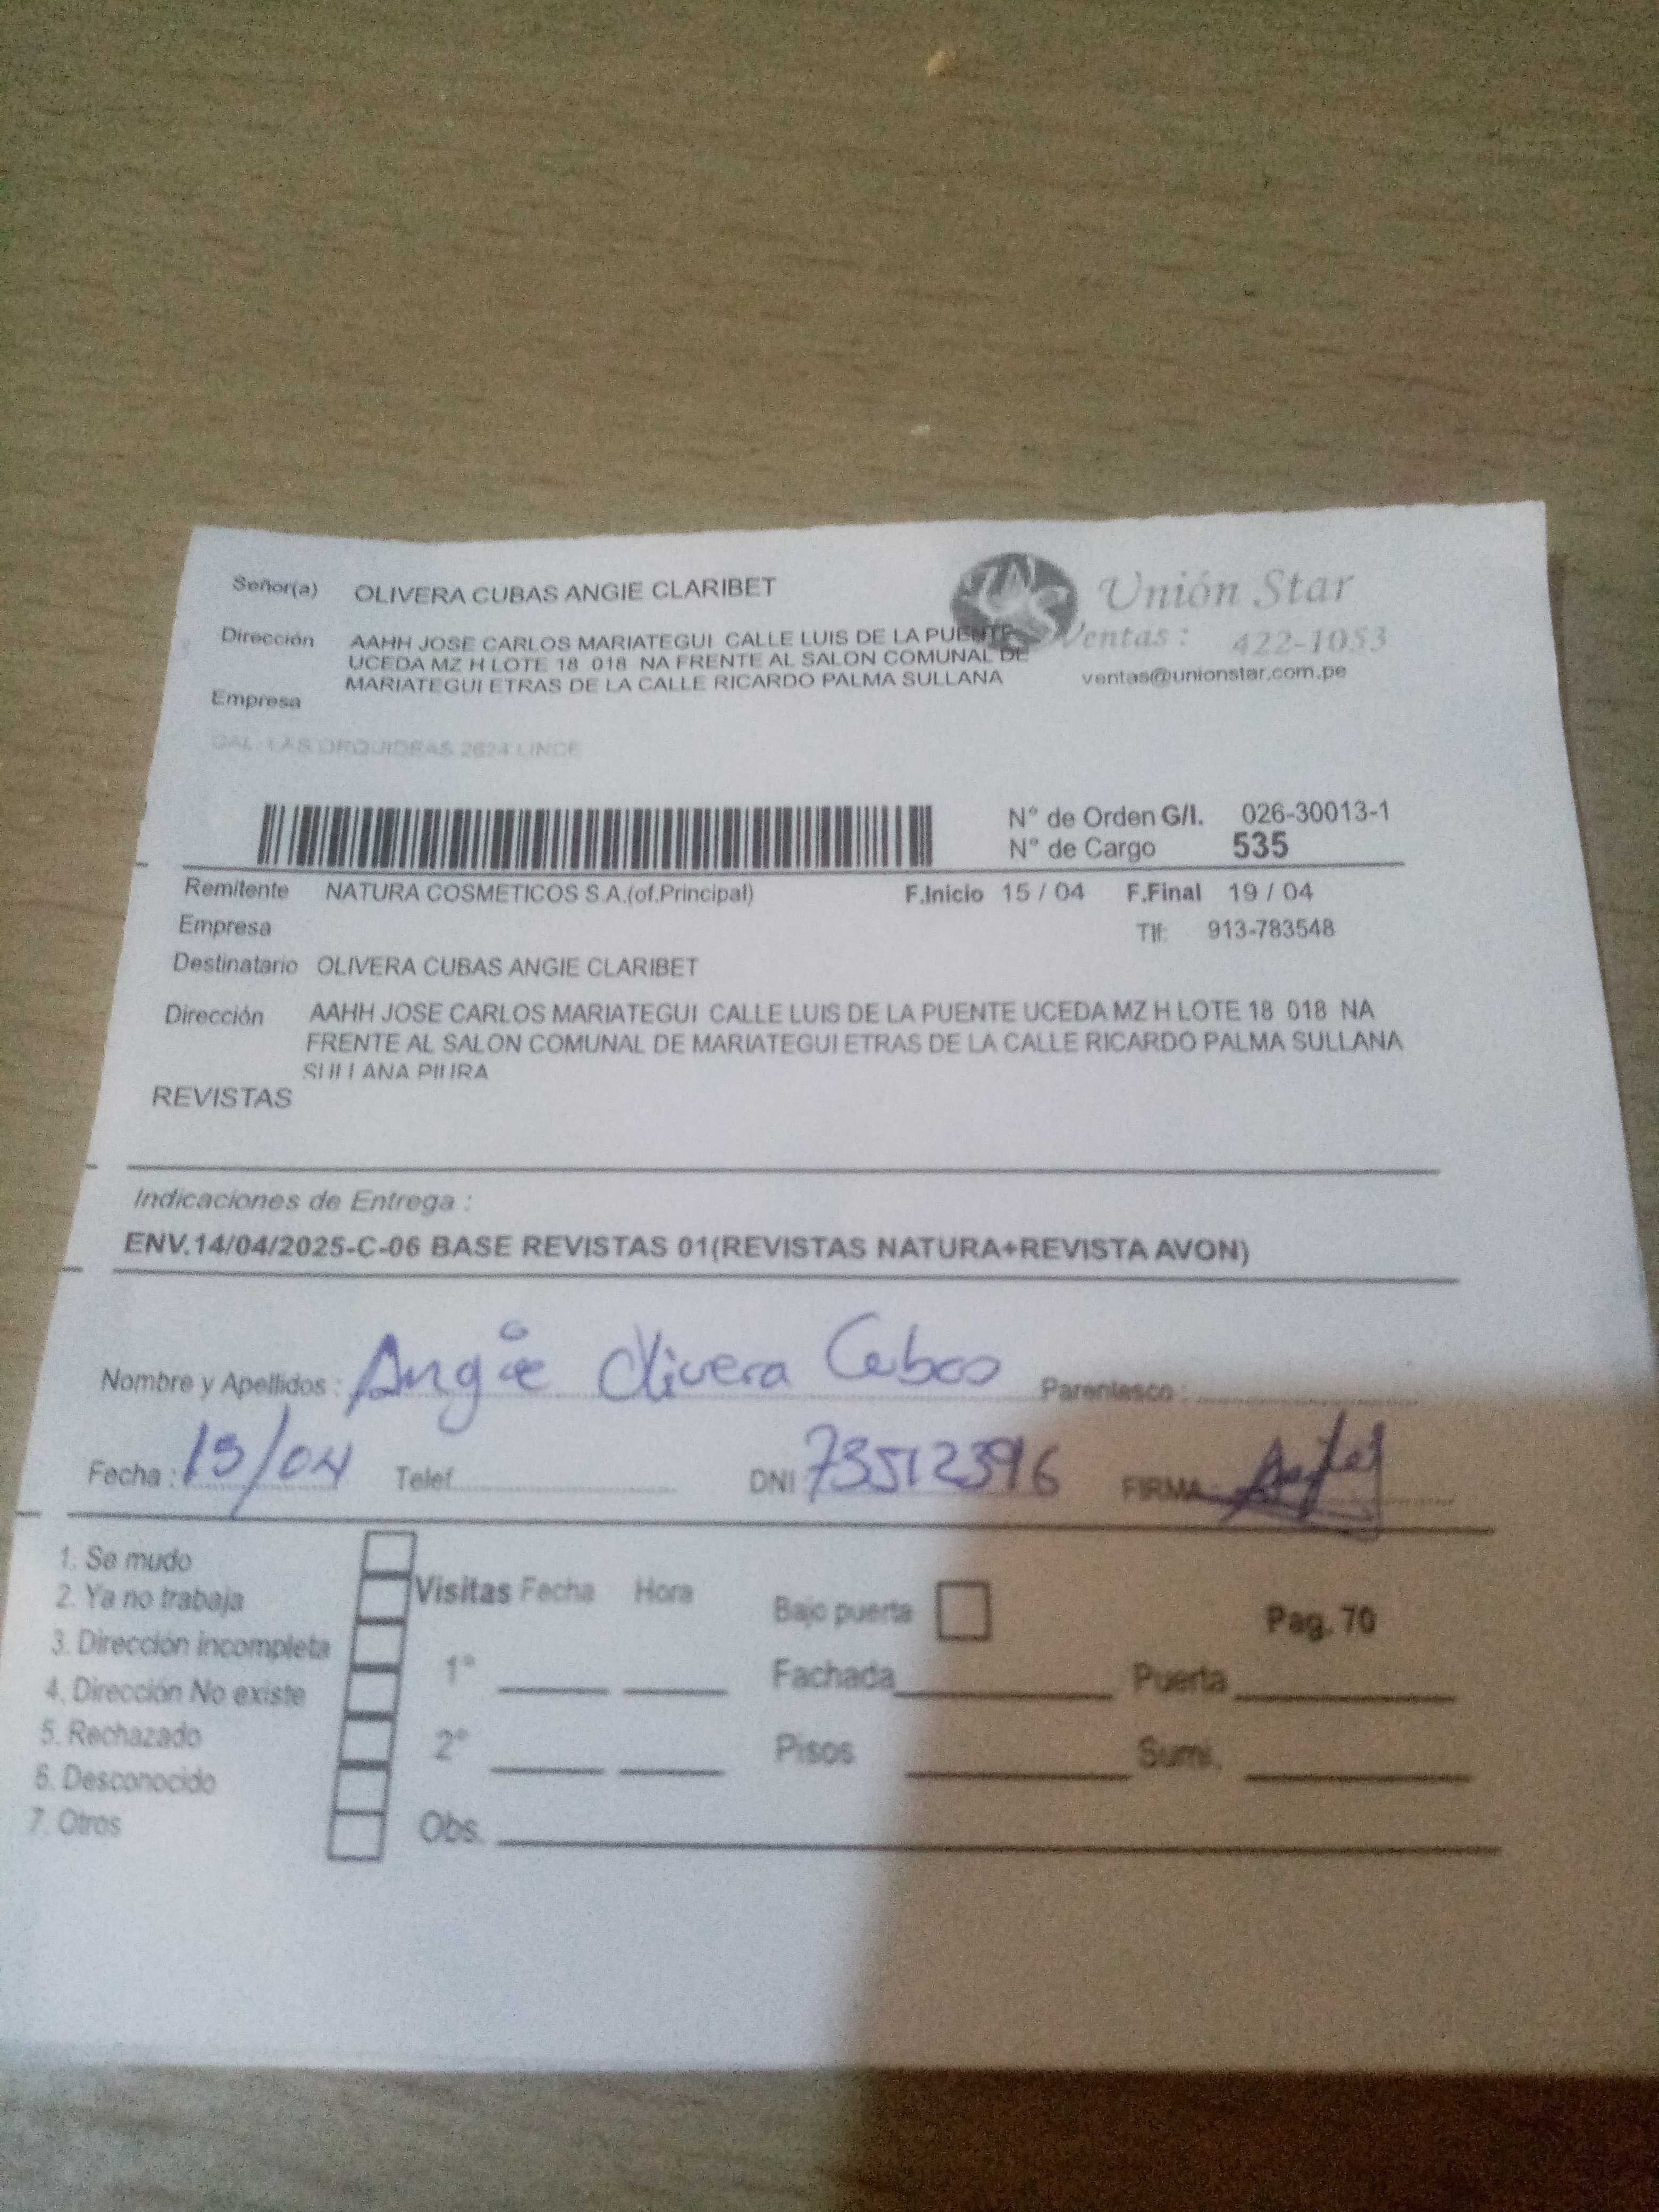 Señor(a) OLIVERA CUBAS ANGIE CLARIBET
Unión Star
Dirección AAHH JOSE CARLOS MARIATEGUI CALLE LUIS DE LA PUENTE
UCEDA MZ H LOTE 18 018 NA FRENTE AL SALON COMUNAL DE
MARIATEGUI ETRAS DE LA CALLE RICARDO PALMA SULLANA
Ventas: 422-1053
ventas@unionstar.com.pe
Empresa
CAL. LAS ORQUIDEAS 2624 LINCE
N° de Orden G/I. 026-30013-1
N° de Cargo 535
Remitente NATURA COSMETICOS S.A.(of.Principal) F.Inicio 15 / 04 F.Final 19 / 04
Empresa Tlf: 913-783548
Destinatario OLIVERA CUBAS ANGIE CLARIBET
Dirección AAHH JOSE CARLOS MARIATEGUI CALLE LUIS DE LA PUENTE UCEDA MZ H LOTE 18 018 NA
FRENTE AL SALON COMUNAL DE MARIATEGUI ETRAS DE LA CALLE RICARDO PALMA SULLANA
SULLANA PIURA
REVISTAS
Indicaciones de Entrega :
ENV.14/04/2025-C-06 BASE REVISTAS 01(REVISTAS NATURA+REVISTA AVON)
Nombre y Apellidos : Angie Olivera Cubas Parentesco :
Fecha : 15/04 Telef. DNI 73512396 FIRMA
1. Se mudo
2. Ya no trabaja
3. Dirección incompleta
4. Dirección No existe
5. Rechazado
6. Desconocido
7. Otros
Visitas Fecha Hora
1°
2°
Obs.
Bajo puerta Pag. 70
Fachada Puerta
Pisos Sumi.